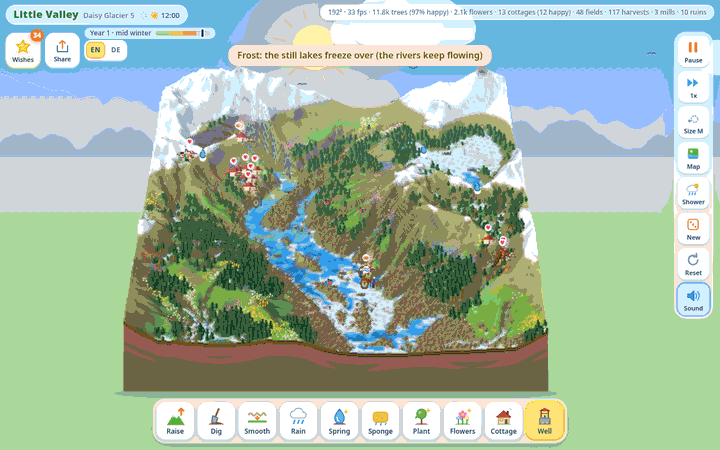 Little Valley Daisy Glacier 5 12:00
192² · 33 fps · 11.8k trees (97% happy) · 2.1k flowers · 13 cottages (12 happy) · 48 fields · 117 harvests · 3 mills · 10 ruins
34
Wishes
Share
Year 1 · mid winter
EN DE
Frost: the still lakes freeze over (the rivers keep flowing)
Pause
1x
Size M
Map
Shower
New
Reset
Sound
Raise
Dig
Smooth
Rain
Spring
Sponge
Plant
Flowers
Cottage
Well